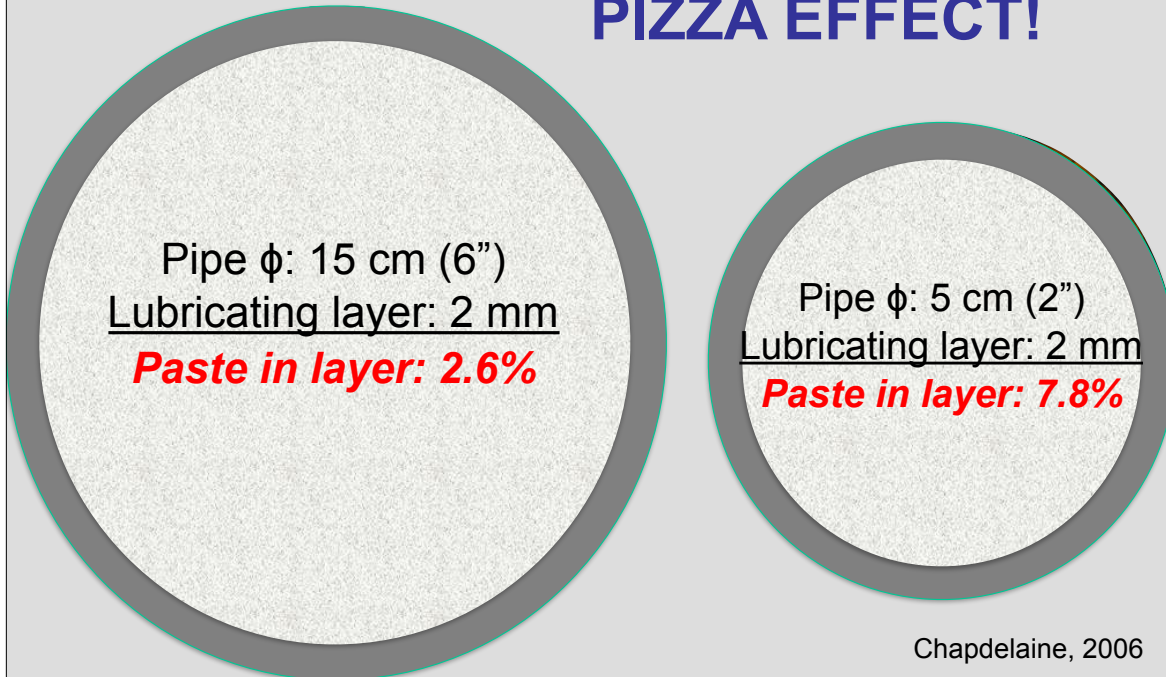 PIZZA EFFECT!
Pipe ϕ: 15 cm (6”)
Lubricating layer: 2 mm
Paste in layer: 2.6%
Pipe ϕ: 5 cm (2”)
Lubricating layer: 2 mm
Paste in layer: 7.8%
Chapdelaine, 2006